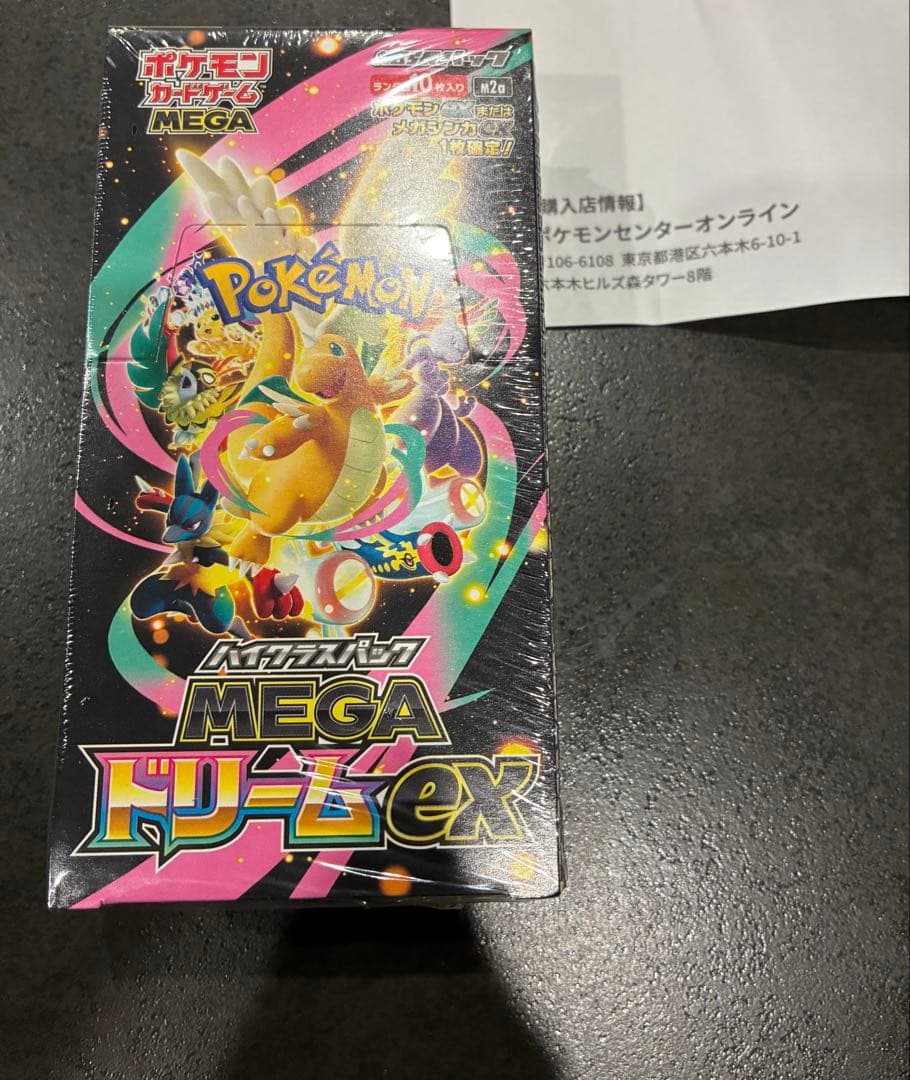 ポケモン
カードゲーム
MEGA
ハイクラスパック
ランダム10枚入り M2a
ポケモンexまたは
メガシンカex
1枚確定!!
POKéMON
ハイクラスパック
MEGA
ドリームex
購入店情報】
ポケモンセンターオンライン
106-6108 東京都港区六本木6-10-1
六本木ヒルズ森タワー8階